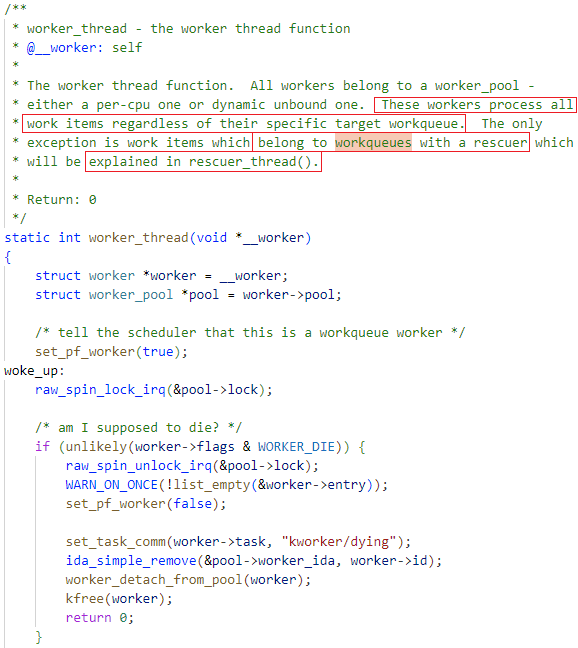 /**
 * worker_thread - the worker thread function
 * @__worker: self
 *
 * The worker thread function.  All workers belong to a worker_pool -
 * either a per-cpu one or dynamic unbound one.  These workers process all
 * work items regardless of their specific target workqueue.  The only
 * exception is work items which belong to workqueues with a rescuer which
 * will be explained in rescuer_thread().
 *
 * Return: 0
 */
static int worker_thread(void *__worker)
{
    struct worker *worker = __worker;
    struct worker_pool *pool = worker->pool;

    /* tell the scheduler that this is a workqueue worker */
    set_pf_worker(true);
woke_up:
    raw_spin_lock_irq(&pool->lock);

    /* am I supposed to die? */
    if (unlikely(worker->flags & WORKER_DIE)) {
        raw_spin_unlock_irq(&pool->lock);
        WARN_ON_ONCE(!list_empty(&worker->entry));
        set_pf_worker(false);

        set_task_comm(worker->task, "kworker/dying");
        ida_simple_remove(&pool->worker_ida, worker->id);
        worker_detach_from_pool(worker);
        kfree(worker);
        return 0;
    }